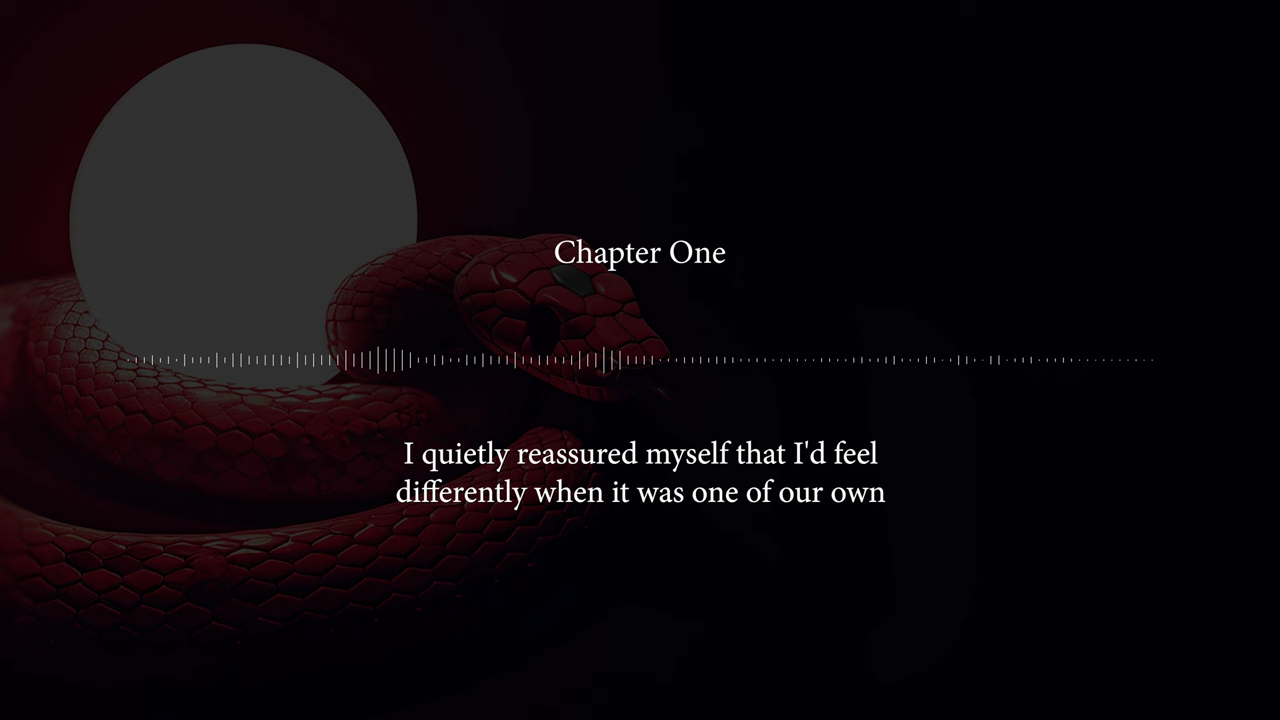 Chapter One
I quietly reassured myself that I'd feel
differently when it was one of our own